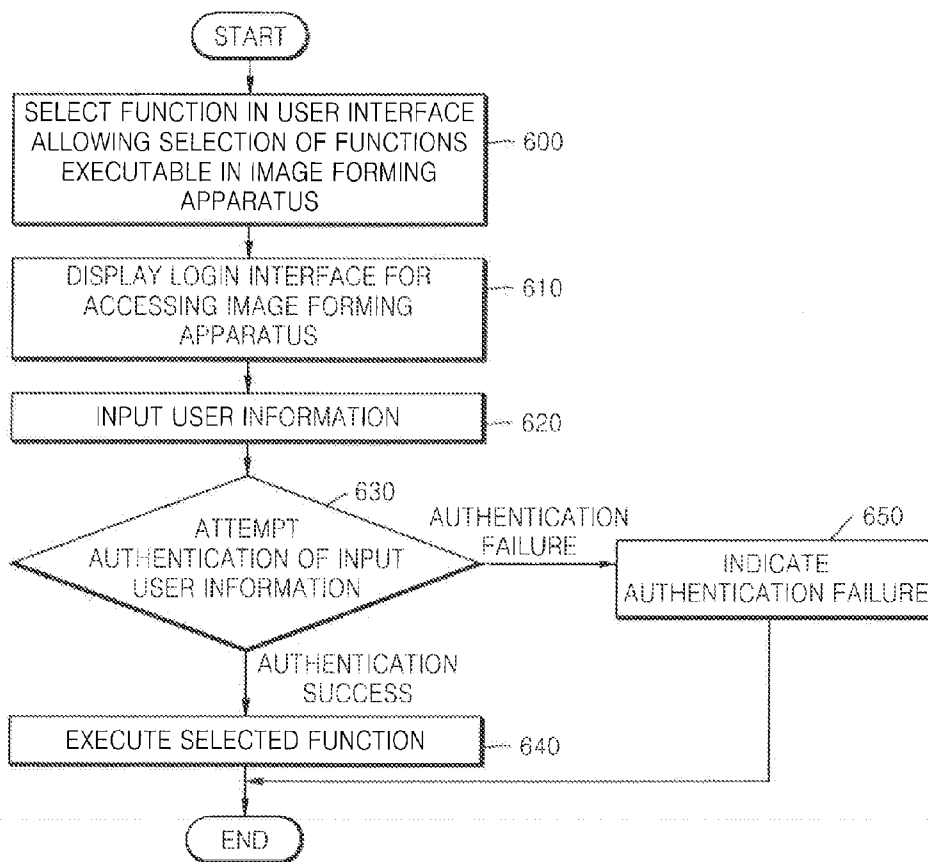 START
SELECT FUNCTION IN USER INTERFACE
ALLOWING SELECTION OF FUNCTIONS
EXECUTABLE IN IMAGE FORMING
APPARATUS
600
DISPLAY LOGIN INTERFACE FOR
ACCESSING IMAGE FORMING
APPARATUS
610
INPUT USER INFORMATION
620
630
ATTEMPT
AUTHENTICATION OF INPUT
USER INFORMATION
AUTHENTICATION
FAILURE
650
INDICATE
AUTHENTICATION FAILURE
AUTHENTICATION
SUCCESS
EXECUTE SELECTED FUNCTION
640
END